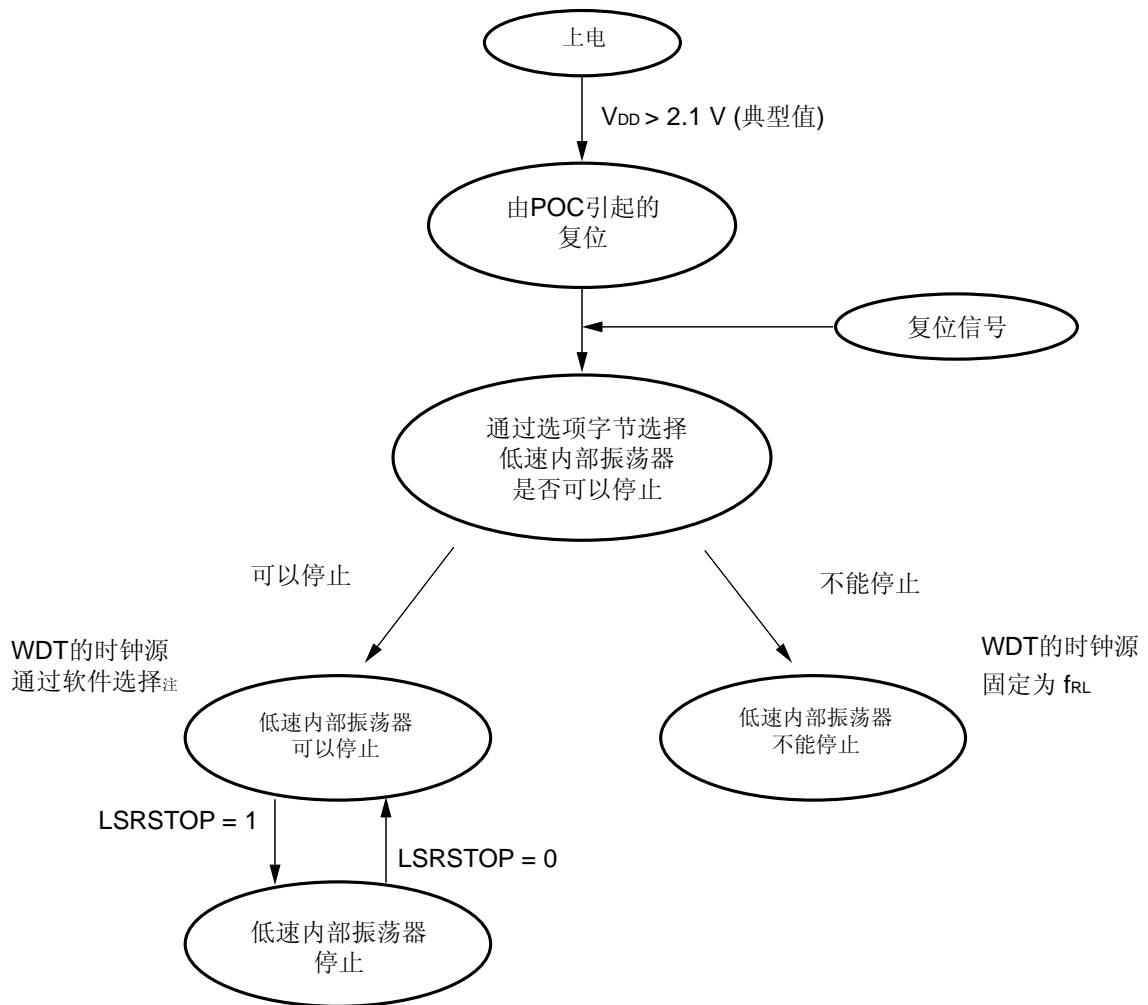 上电
VDD > 2.1 V (典型值)
由POC引起的
复位
复位信号
通过选项字节选择
低速内部振荡器
是否可以停止
可以停止
不能停止
WDT的时钟源
通过软件选择注
WDT的时钟源
固定为 fRL
低速内部振荡器
可以停止
低速内部振荡器
不能停止
LSRSTOP = 1
LSRSTOP = 0
低速内部振荡器
停止